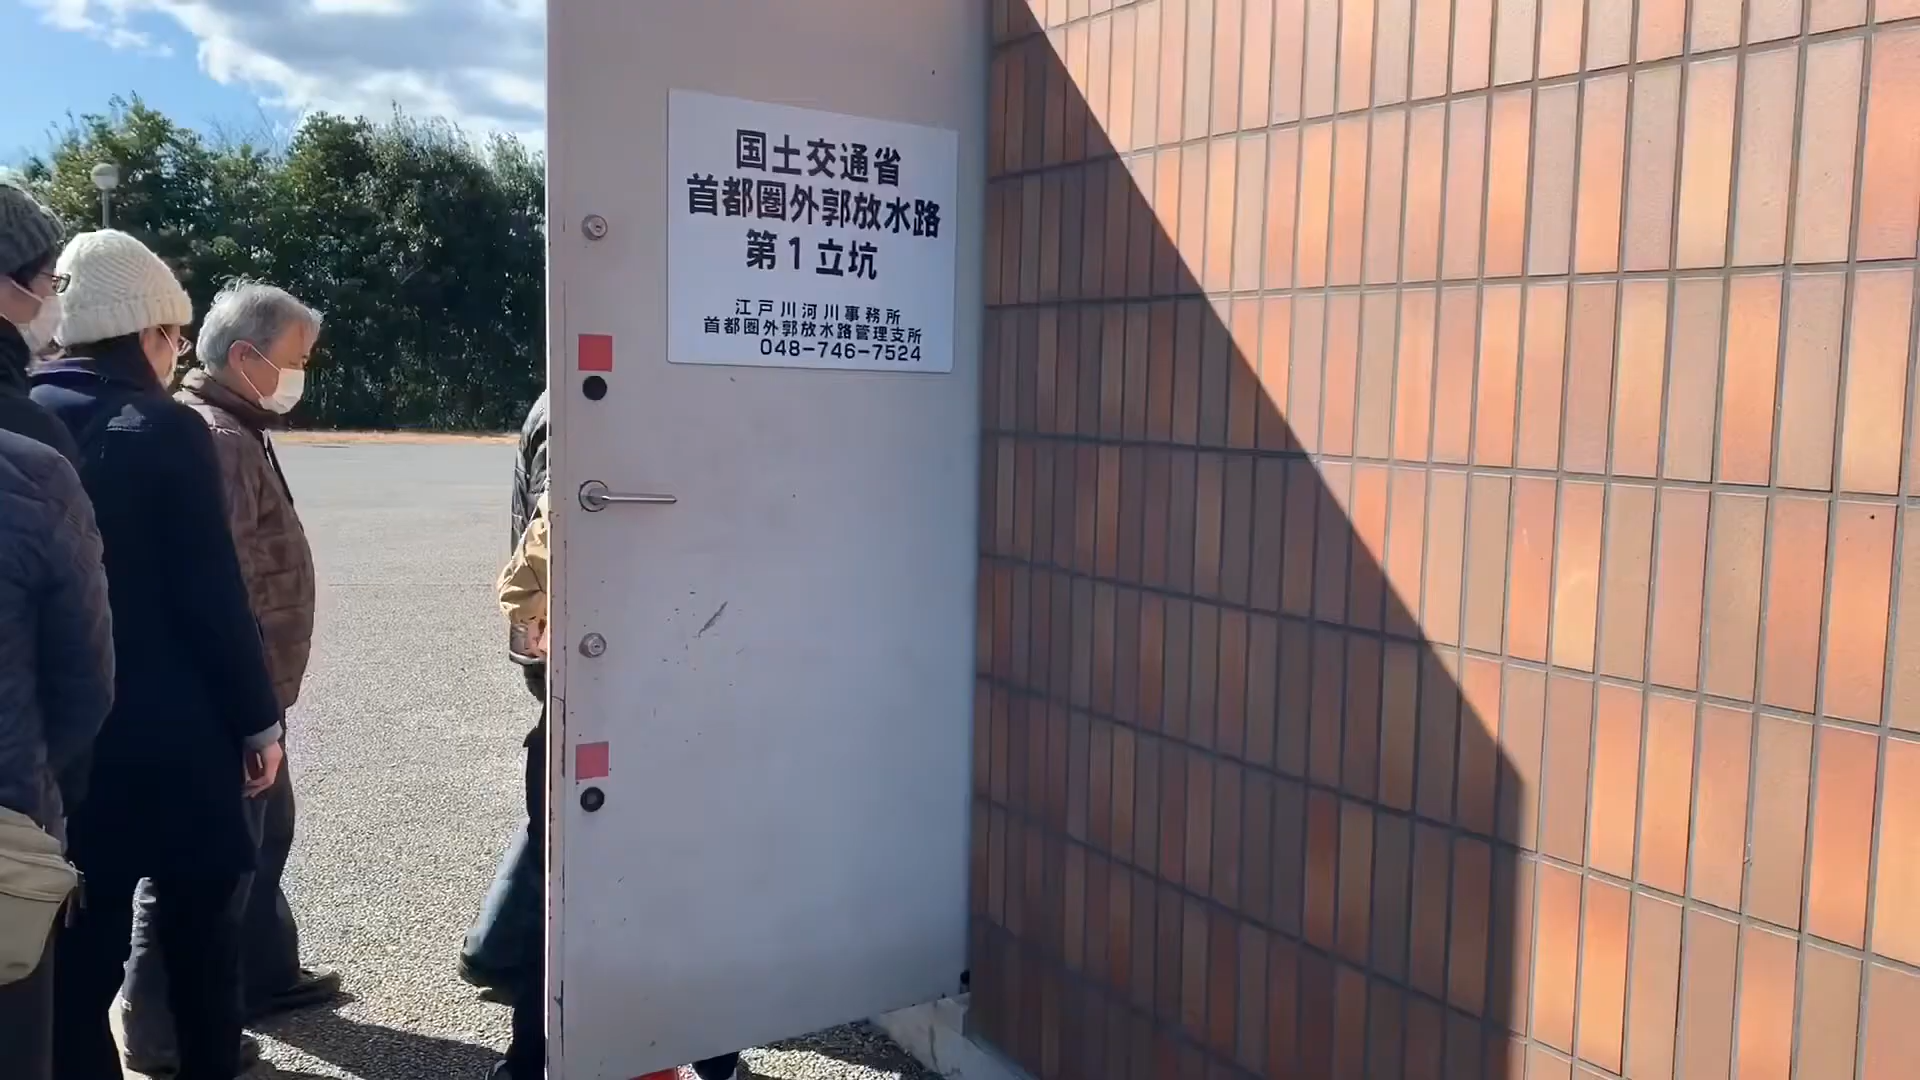 国土交通省
首都圏外郭放水路
第1立坑
江戸川河川事務所
首都圏外郭放水路管理支所
048-746-7524